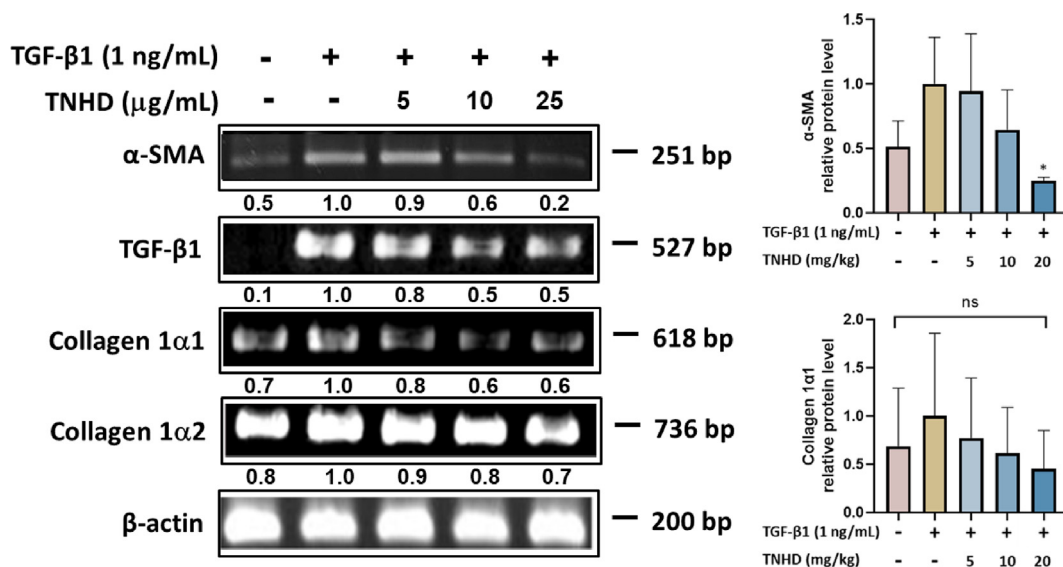 TGF-β1 (1 ng/mL) - + + + +
TNHD (μg/mL) - - 5 10 25
α-SMA 251 bp
0.5 1.0 0.9 0.6 0.2
TGF-β1 527 bp
0.1 1.0 0.8 0.5 0.5
Collagen 1α1 618 bp
0.7 1.0 0.8 0.6 0.6
Collagen 1α2 736 bp
0.8 1.0 0.9 0.8 0.7
β-actin 200 bp
α-SMA
relative protein level
1.5
1.0
0.5
0.0
*
TGF-β1 (1 ng/mL) - + + + +
TNHD (mg/kg) - - 5 10 20
Collagen 1α1
relative protein level
ns
2.0
1.5
1.0
0.5
0.0
TGF-β1 (1 ng/mL) - + + + +
TNHD (mg/kg) - - 5 10 20